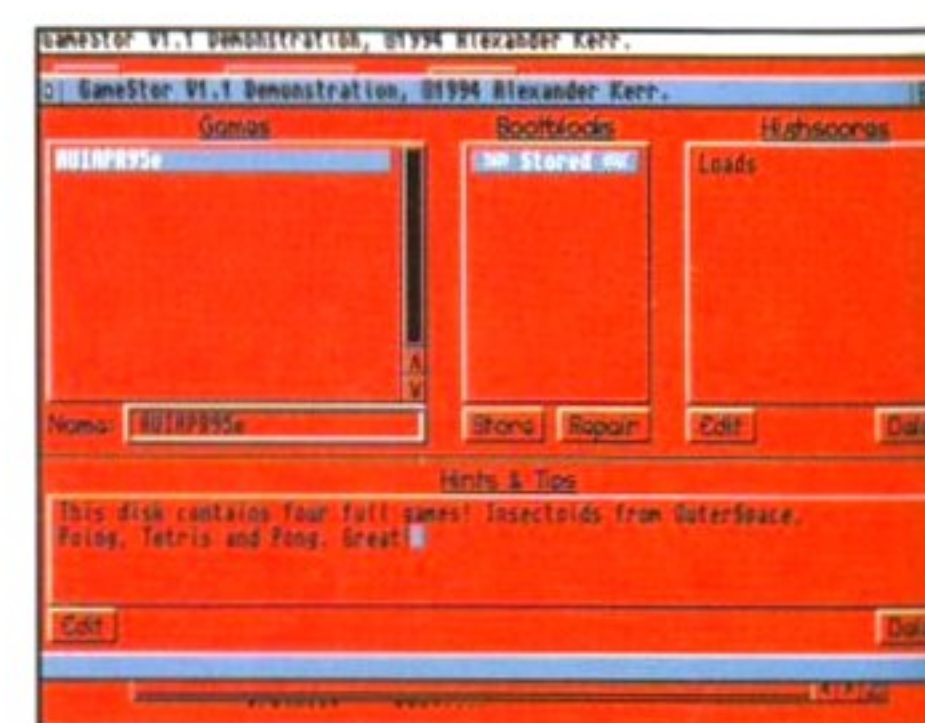 GameStor V1.1 Demonstration, ©1994 Alexander Kerr.
GameStor V1.1 Demonstration, ©1994 Alexander Kerr.
Games Bootblocks Highscores
AUIAPR95e Stored Loads
Name: AUIAPR95e Store Repair Edit Dele
Hints & Tips
This disk contains four full games! Insectoids from OuterSpace,
Poing, Tetris and Pong. Great!
Edit Dele